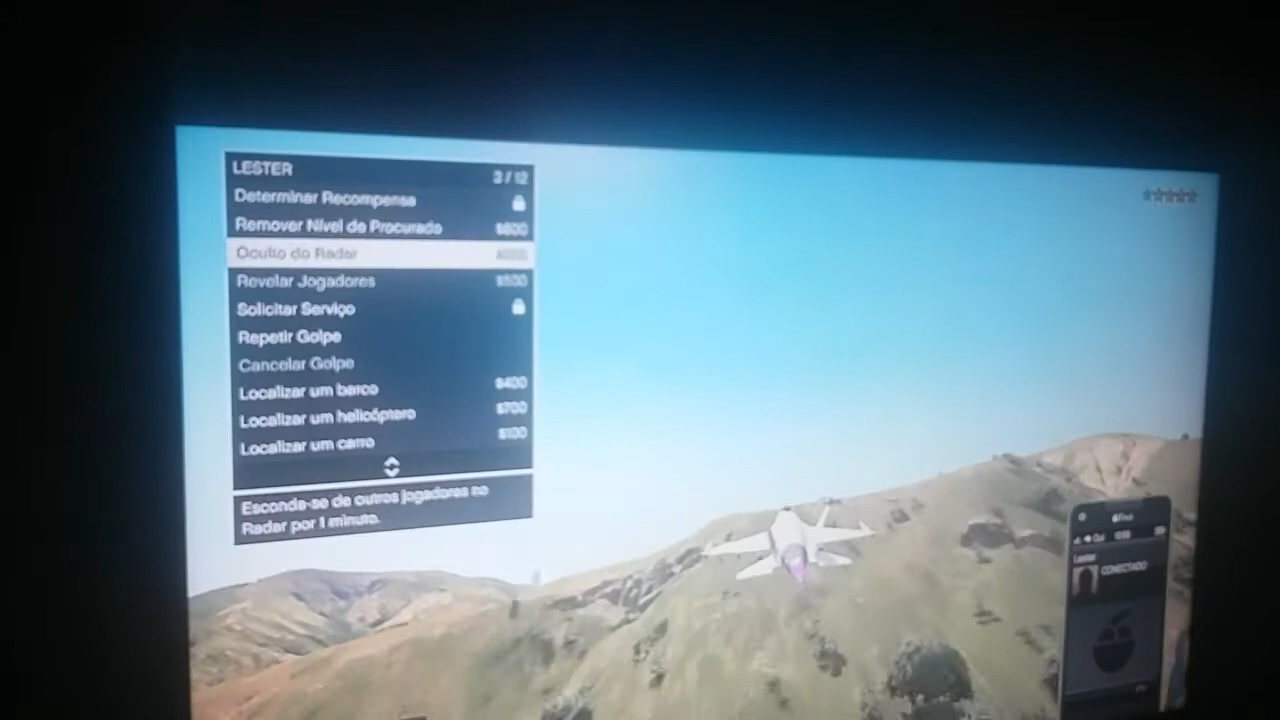 LESTER
3 / 12
Determinar Recompensa
Remover Nível de Procurado
Oculto do Radar
Revelar Jogadores $500
Solicitar Serviço
Repetir Golpe
Cancelar Golpe
Localizar um barco $400
Localizar um helicóptero $700
Localizar um carro $100
Esconda-se de outros jogadores no
Radar por 1 minuto.
Lester
CONECTADO